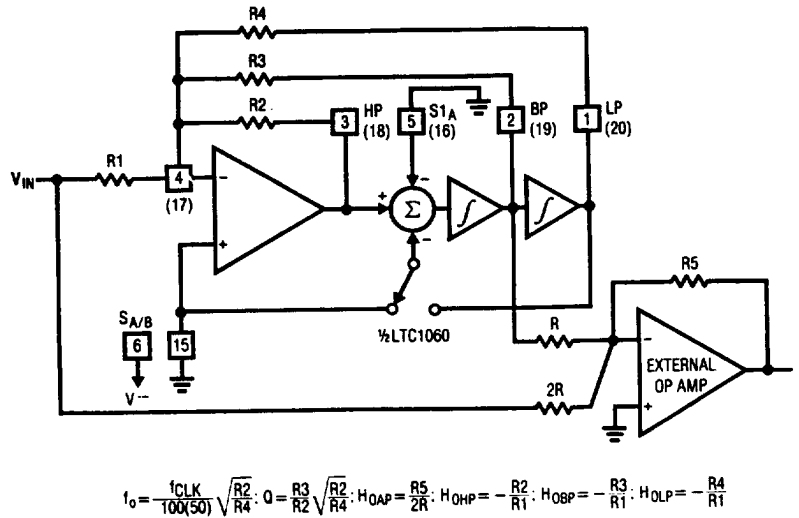 R4
R3
R2
HP
3
(18)
S1A
5
(16)
BP
2
(19)
LP
1
(20)
R1
VIN
4
(17)
−
+
+
Σ
−
−
∫
∫
½LTC1060
SA/B
6
V−
15
R
2R
R5
−
+
EXTERNAL
OP AMP
fo = fCLK/100(50) √R2/R4; Q = R3/R2 √R2/R4; HOAP = R5/2R; HOHP = −R2/R1; HOBP = −R3/R1; HOLP = −R4/R1